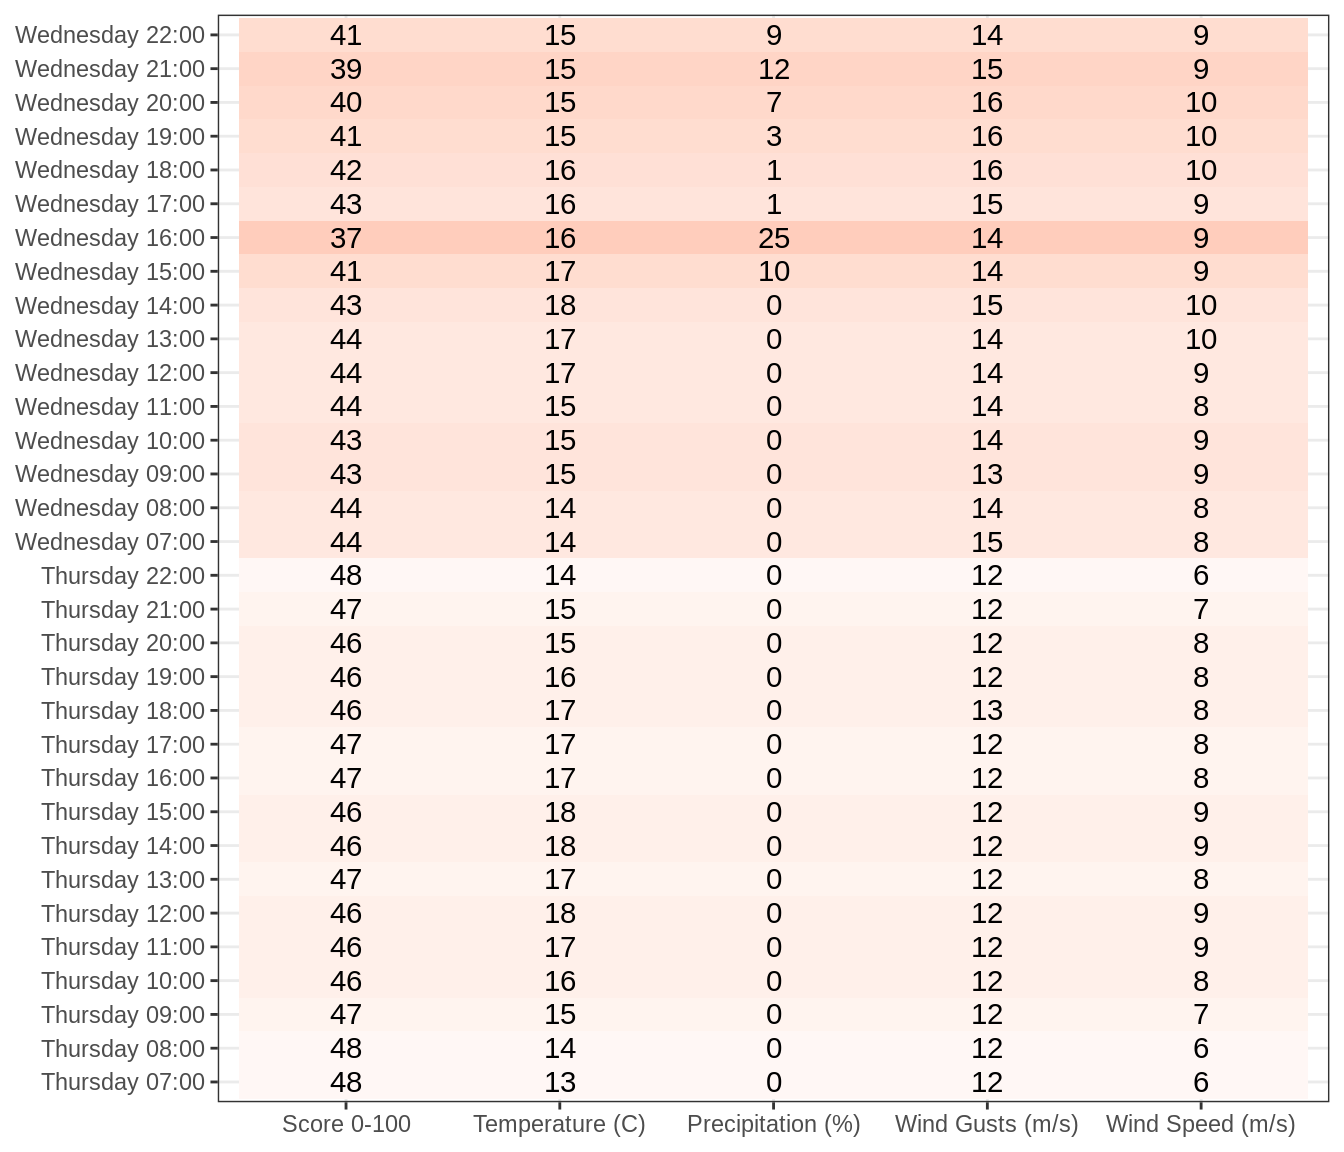 Wednesday 22:00 41 15 9 14 9
Wednesday 21:00 39 15 12 15 9
Wednesday 20:00 40 15 7 16 10
Wednesday 19:00 41 15 3 16 10
Wednesday 18:00 42 16 1 16 10
Wednesday 17:00 43 16 1 15 9
Wednesday 16:00 37 16 25 14 9
Wednesday 15:00 41 17 10 14 9
Wednesday 14:00 43 18 0 15 10
Wednesday 13:00 44 17 0 14 10
Wednesday 12:00 44 17 0 14 9
Wednesday 11:00 44 15 0 14 8
Wednesday 10:00 43 15 0 14 9
Wednesday 09:00 43 15 0 13 9
Wednesday 08:00 44 14 0 14 8
Wednesday 07:00 44 14 0 15 8
Thursday 22:00 48 14 0 12 6
Thursday 21:00 47 15 0 12 7
Thursday 20:00 46 15 0 12 8
Thursday 19:00 46 16 0 12 8
Thursday 18:00 46 17 0 13 8
Thursday 17:00 47 17 0 12 8
Thursday 16:00 47 17 0 12 8
Thursday 15:00 46 18 0 12 9
Thursday 14:00 46 18 0 12 9
Thursday 13:00 47 17 0 12 8
Thursday 12:00 46 18 0 12 9
Thursday 11:00 46 17 0 12 9
Thursday 10:00 46 16 0 12 8
Thursday 09:00 47 15 0 12 7
Thursday 08:00 48 14 0 12 6
Thursday 07:00 48 13 0 12 6
Score 0-100 Temperature (C) Precipitation (%) Wind Gusts (m/s) Wind Speed (m/s)